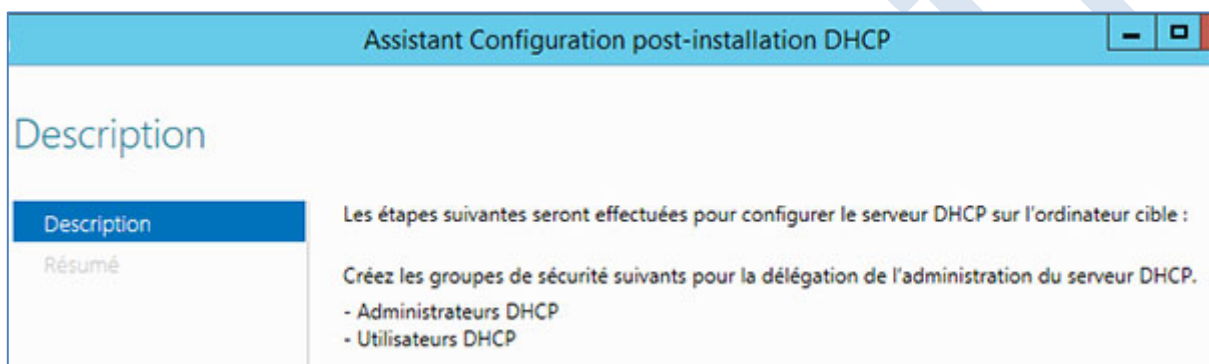 Assistant Configuration post-installation DHCP
Description
Description
Résumé
Les étapes suivantes seront effectuées pour configurer le serveur DHCP sur l'ordinateur cible :
Créez les groupes de sécurité suivants pour la délégation de l'administration du serveur DHCP.
- Administrateurs DHCP
- Utilisateurs DHCP